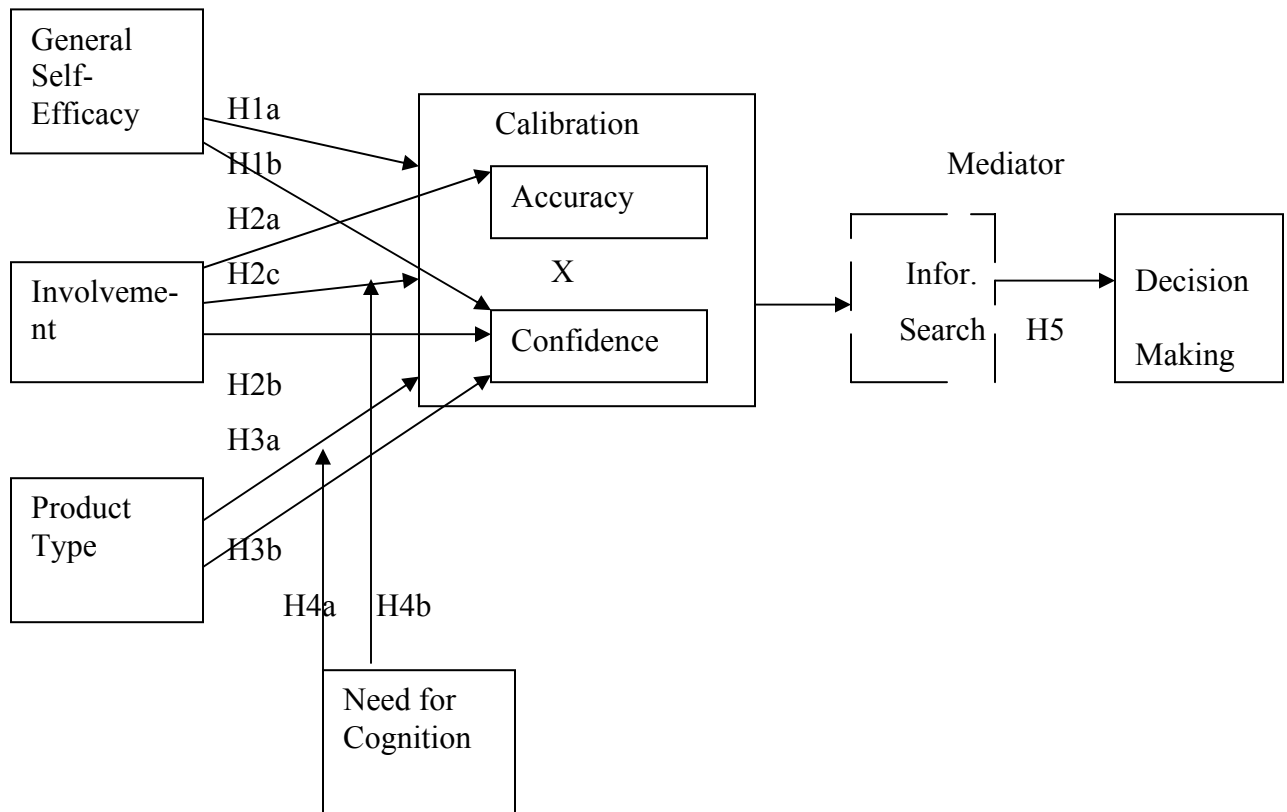 General
Self-
Efficacy
H1a
Calibration
H1b
Mediator
Accuracy
H2a
H2c
X
Involveme-
nt
Infor.
Search
H5
Decision
Making
Confidence
H2b
H3a
Product
Type
H3b
H4a
H4b
Need for
Cognition